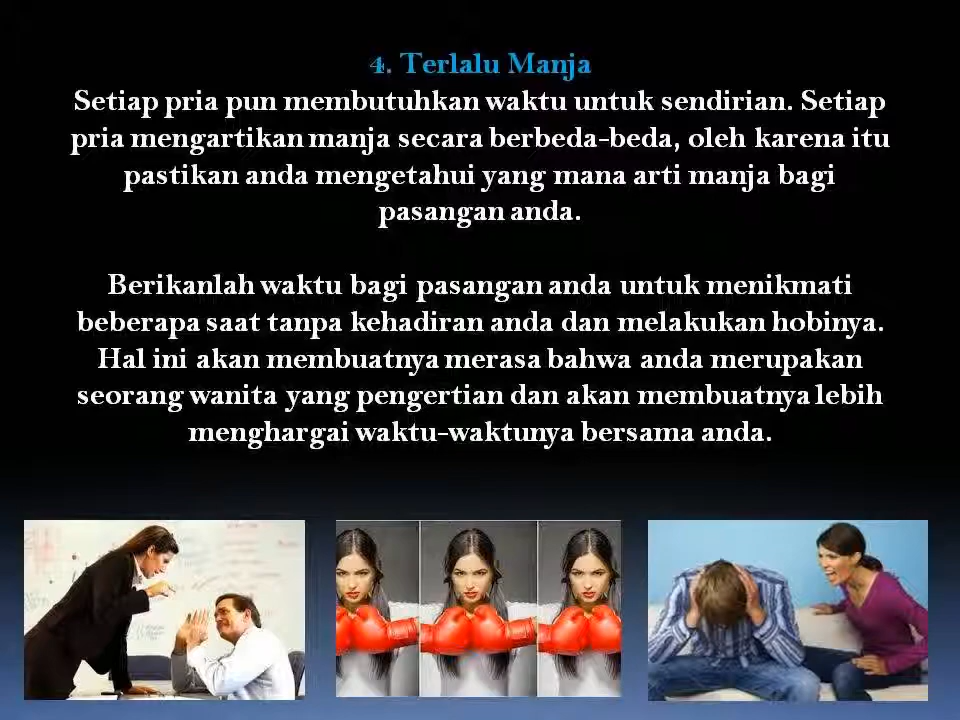 4. Terlalu Manja
Setiap pria pun membutuhkan waktu untuk sendirian. Setiap
pria mengartikan manja secara berbeda-beda, oleh karena itu
pastikan anda mengetahui yang mana arti manja bagi
pasangan anda.
Berikanlah waktu bagi pasangan anda untuk menikmati
beberapa saat tanpa kehadiran anda dan melakukan hobinya.
Hal ini akan membuatnya merasa bahwa anda merupakan
seorang wanita yang pengertian dan akan membuatnya lebih
menghargai waktu-waktunya bersama anda.